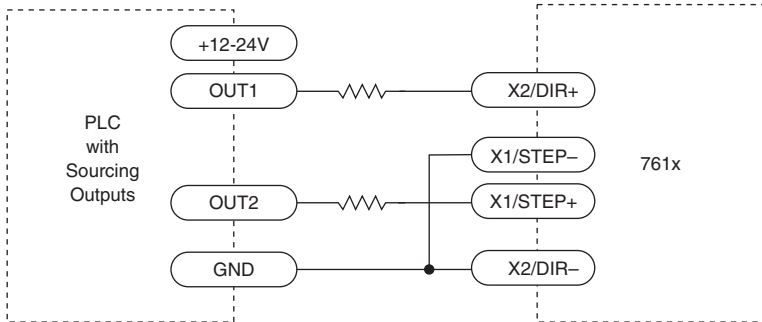 +12-24V
OUT1
X2/DIR+
PLC
with
Sourcing
Outputs
X1/STEP–
761x
OUT2
X1/STEP+
GND
X2/DIR–